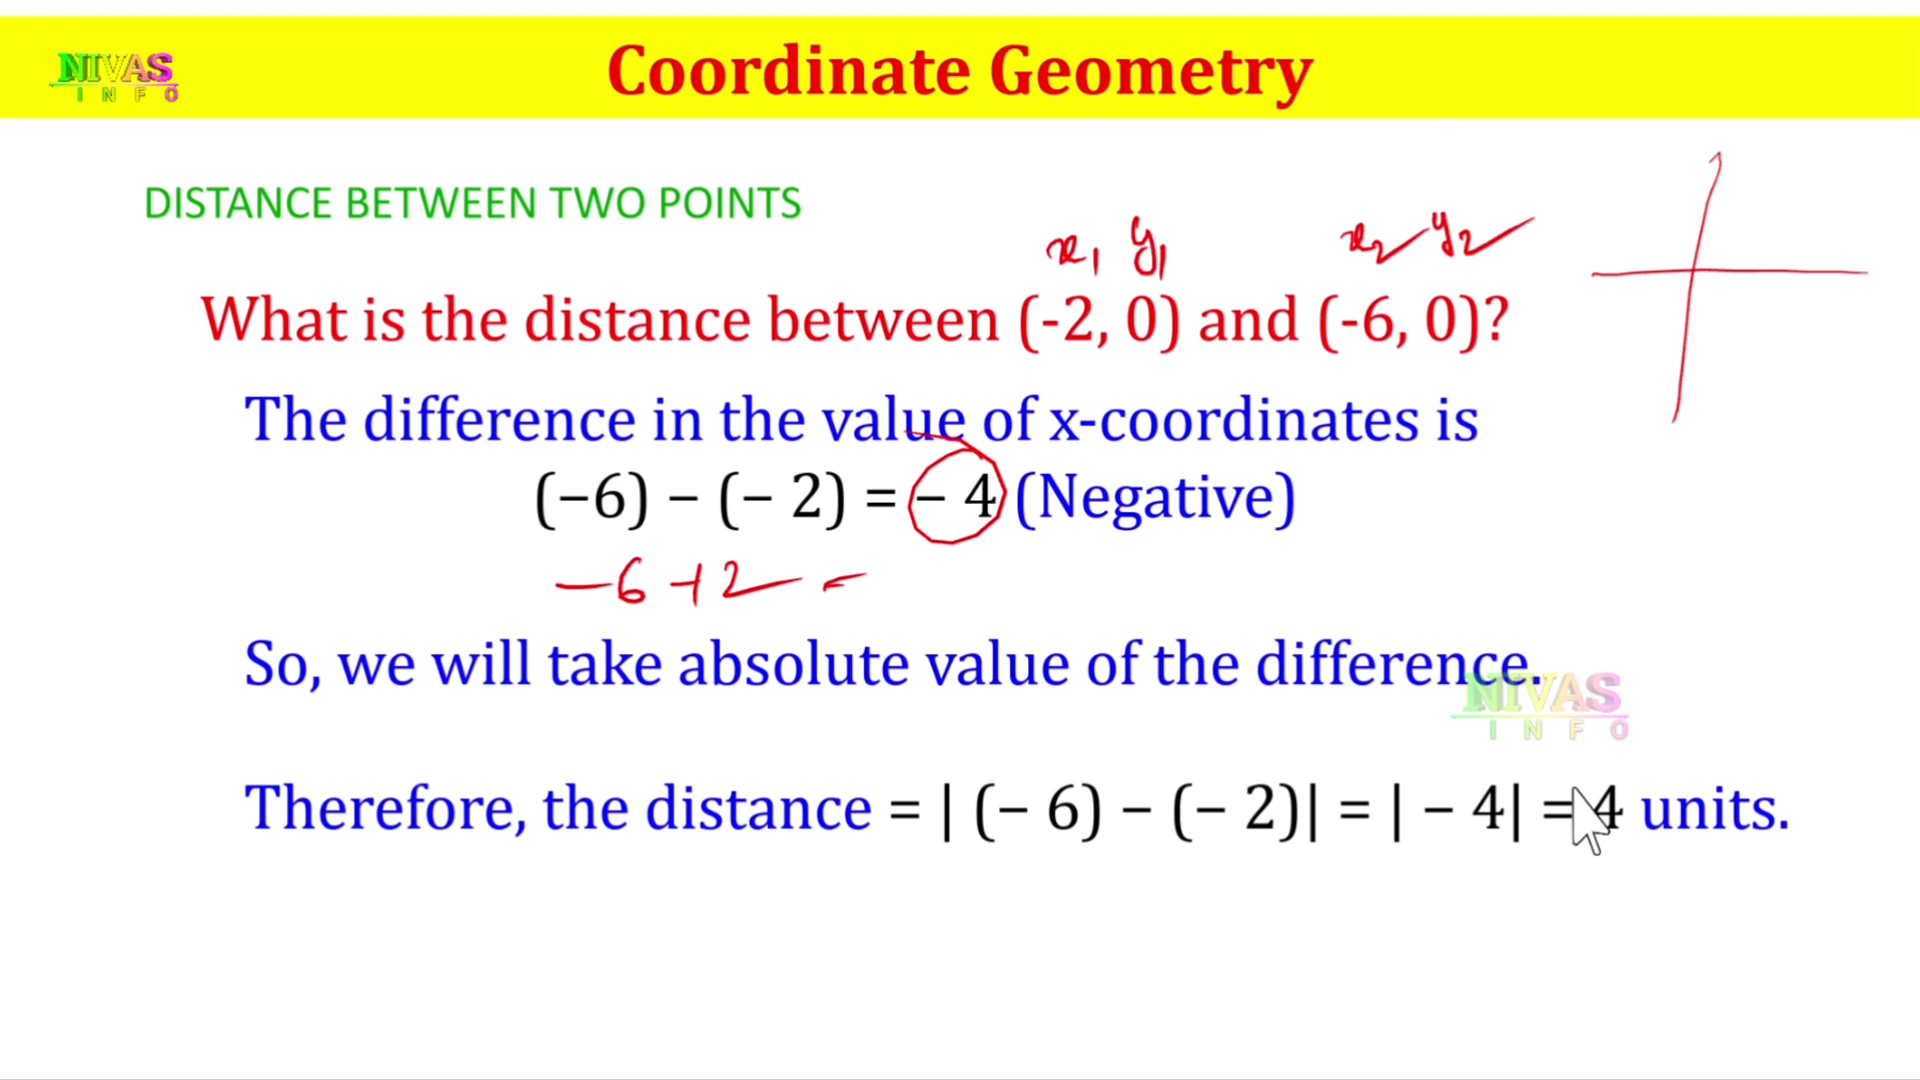 NIVAS
INFO
Coordinate Geometry
DISTANCE BETWEEN TWO POINTS
x₁ y₁ x₂ y₂
What is the distance between (-2, 0) and (-6, 0)?
The difference in the value of x-coordinates is
(−6) − (− 2) = − 4 (Negative)
−6 +2 =
So, we will take absolute value of the difference.
NIVAS
INFO
Therefore, the distance = | (− 6) − (− 2)| = | − 4| = 4 units.